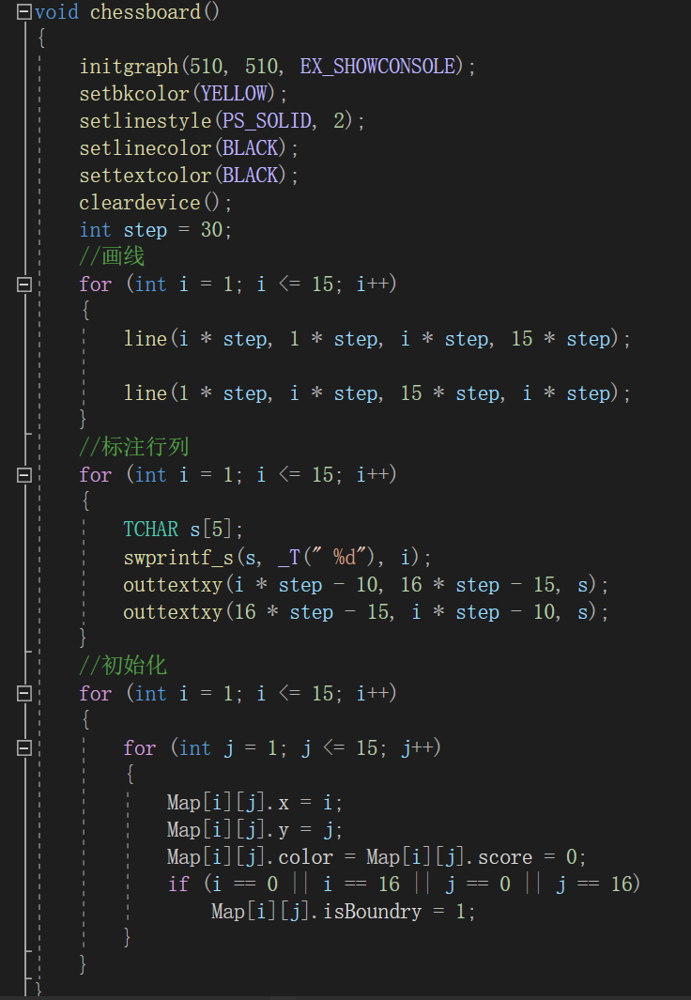 void chessboard()
{
initgraph(510, 510, EX_SHOWCONSOLE);
setbkcolor(YELLOW);
setlinestyle(PS_SOLID, 2);
setlinecolor(BLACK);
settextcolor(BLACK);
cleardevice();
int step = 30;
//画线
for (int i = 1; i <= 15; i++)
{
line(i * step, 1 * step, i * step, 15 * step);
line(1 * step, i * step, 15 * step, i * step);
}
//标注行列
for (int i = 1; i <= 15; i++)
{
TCHAR s[5];
swprintf_s(s, _T(" %d"), i);
outtextxy(i * step - 10, 16 * step - 15, s);
outtextxy(16 * step - 15, i * step - 10, s);
}
//初始化
for (int i = 1; i <= 15; i++)
{
for (int j = 1; j <= 15; j++)
{
Map[i][j].x = i;
Map[i][j].y = j;
Map[i][j].color = Map[i][j].score = 0;
if (i == 0 || i == 16 || j == 0 || j == 16)
Map[i][j].isBoundry = 1;
}
}
}